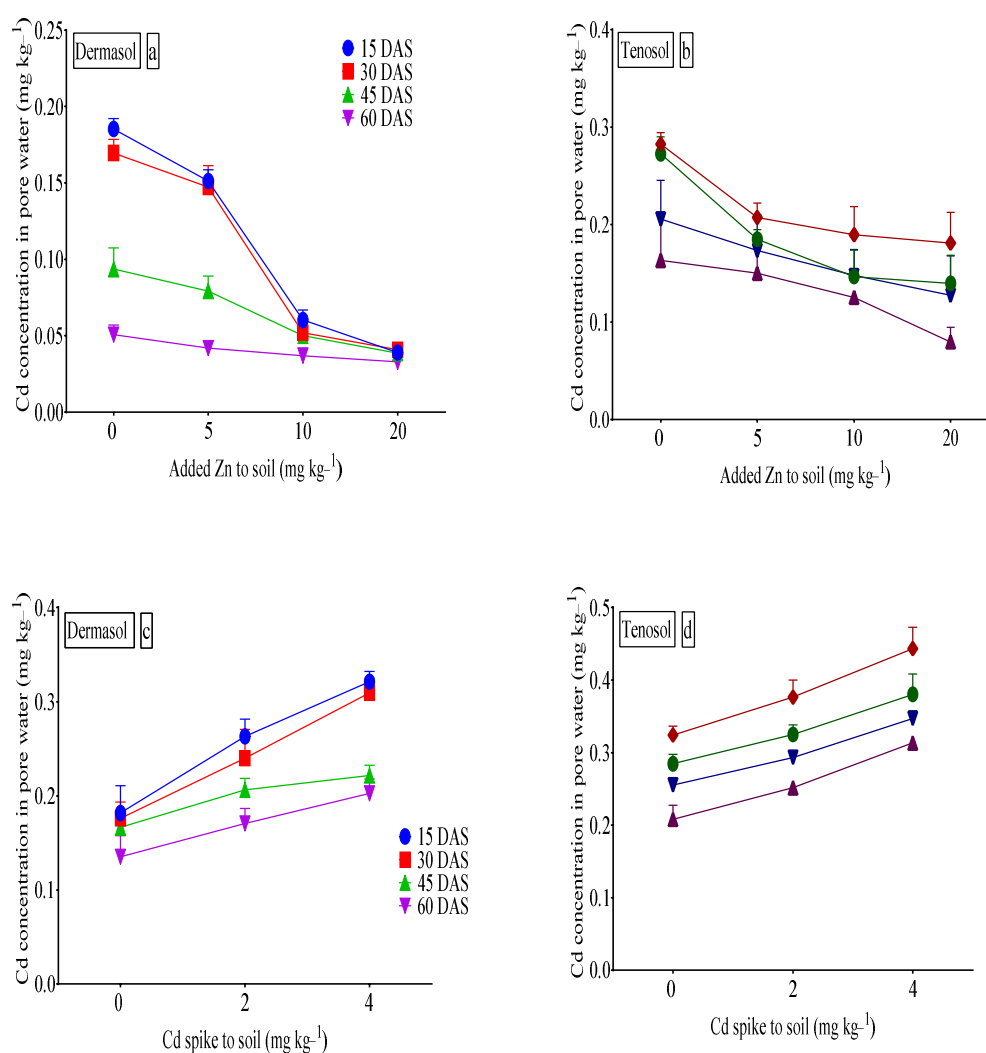 Dermasol a
15 DAS
30 DAS
45 DAS
60 DAS
Cd concentration in pore water (mg kg–1)
0.25
0.20
0.15
0.10
0.05
0.00
0 5 10 20
Added Zn to soil (mg kg–1)
Tenosol b
Cd concentration in pore water (mg kg–1)
0.4
0.3
0.2
0.1
0.0
0 5 10 20
Added Zn to soil (mg kg–1)
Dermasol c
Cd concentration in pore water (mg kg–1)
0.4
0.3
0.2
0.1
0.0
15 DAS
30 DAS
45 DAS
60 DAS
0 2 4
Cd spike to soil (mg kg–1)
Tenosol d
Cd concentration in pore water (mg kg–1)
0.5
0.4
0.3
0.2
0.1
0.0
0 2 4
Cd spike to soil (mg kg–1)